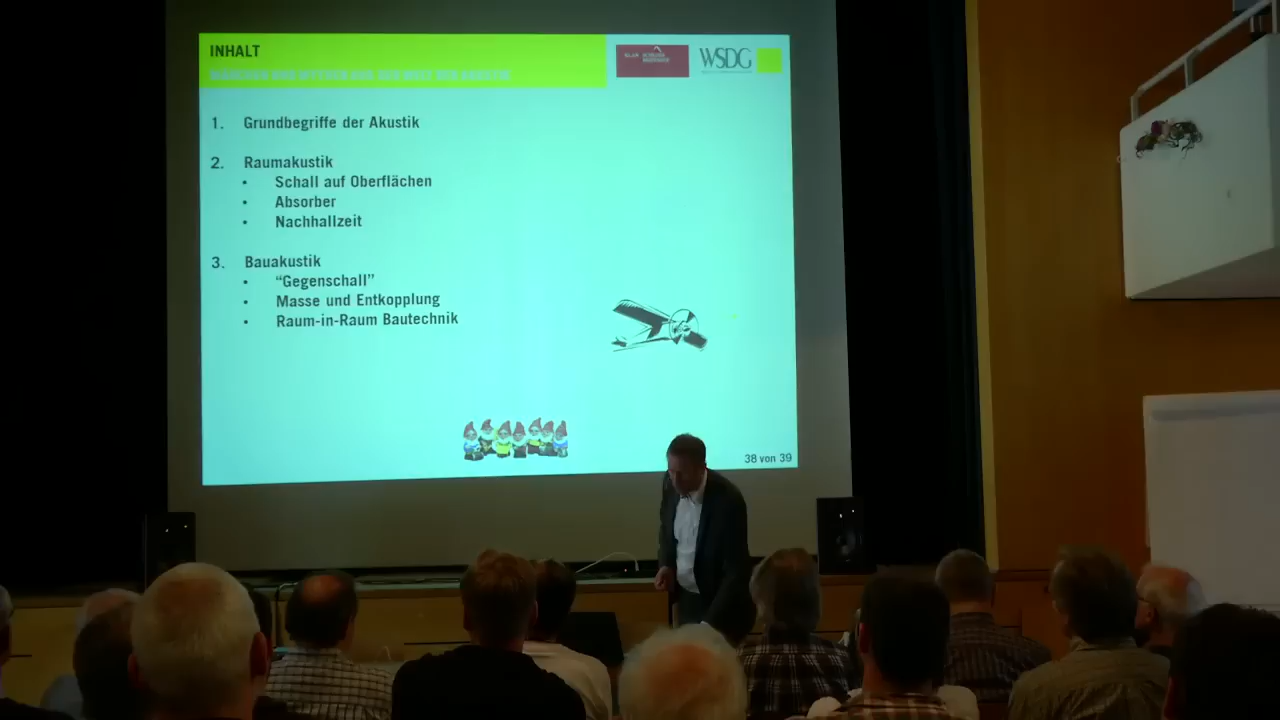 INHALT
WSDG
1. Grundbegriffe der Akustik
2. Raumakustik
• Schall auf Oberflächen
• Absorber
• Nachhallzeit
3. Bauakustik
• “Gegenschall”
• Masse und Entkopplung
• Raum-in-Raum Bautechnik
38 von 39